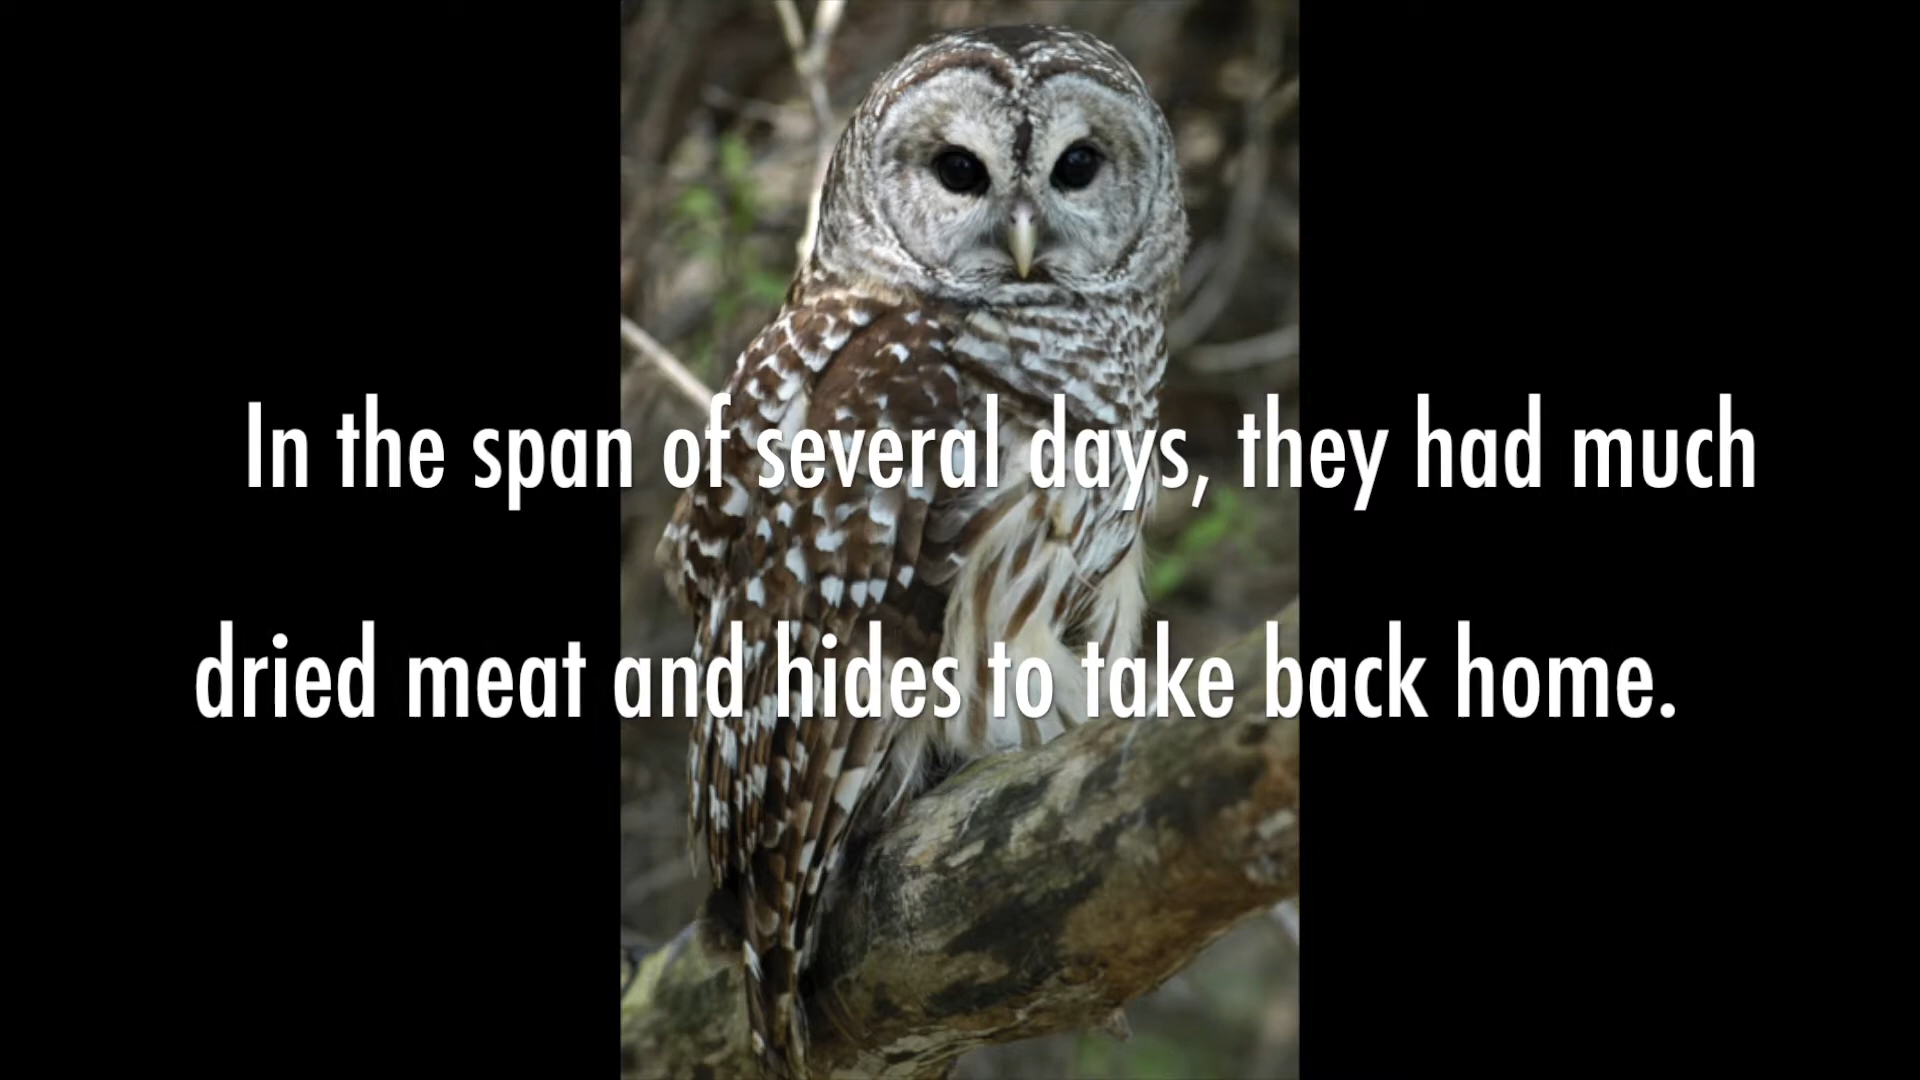 In the span of several days, they had much
dried meat and hides to take back home.